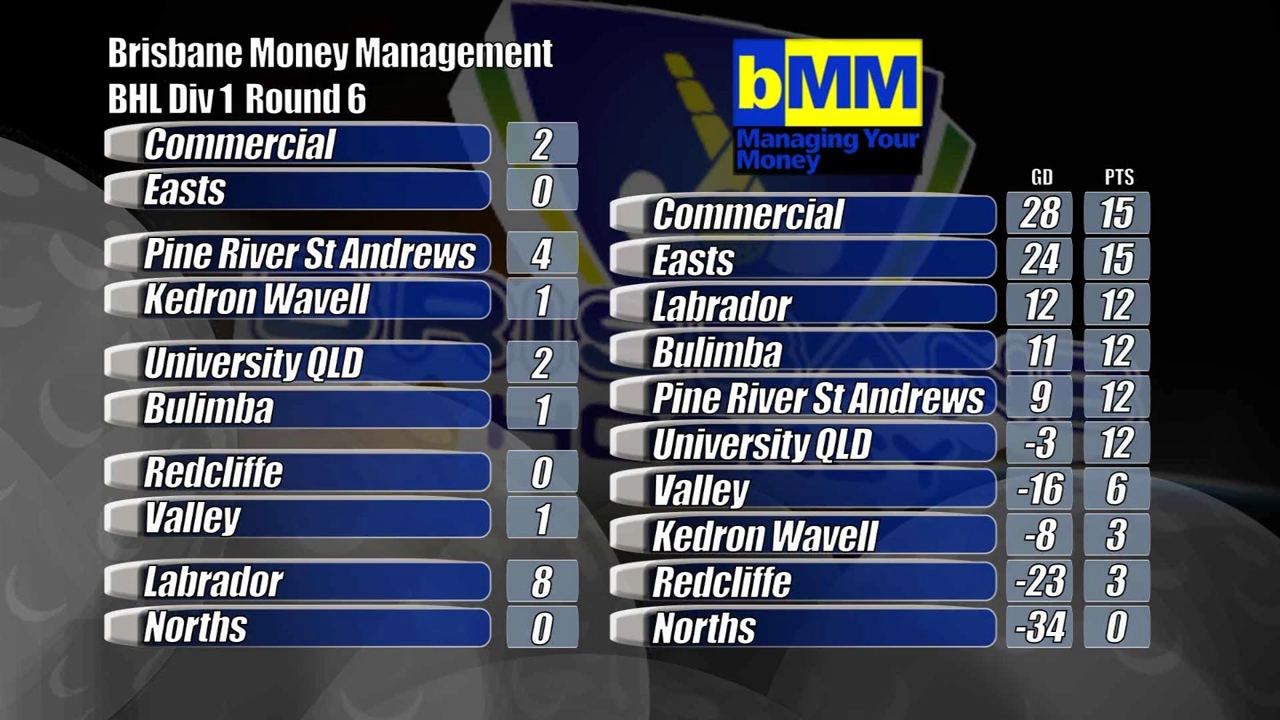 Brisbane Money Management
BHL Div 1 Round 6
Commercial 2
Easts 0
Pine River St Andrews 4
Kedron Wavell 1
University QLD 2
Bulimba 1
Redcliffe 0
Valley 1
Labrador 8
Norths 0
bMM
Managing Your
Money
GD PTS
Commercial 28 15
Easts 24 15
Labrador 12 12
Bulimba 11 12
Pine River St Andrews 9 12
University QLD -3 12
Valley -16 6
Kedron Wavell -8 3
Redcliffe -23 3
Norths -34 0